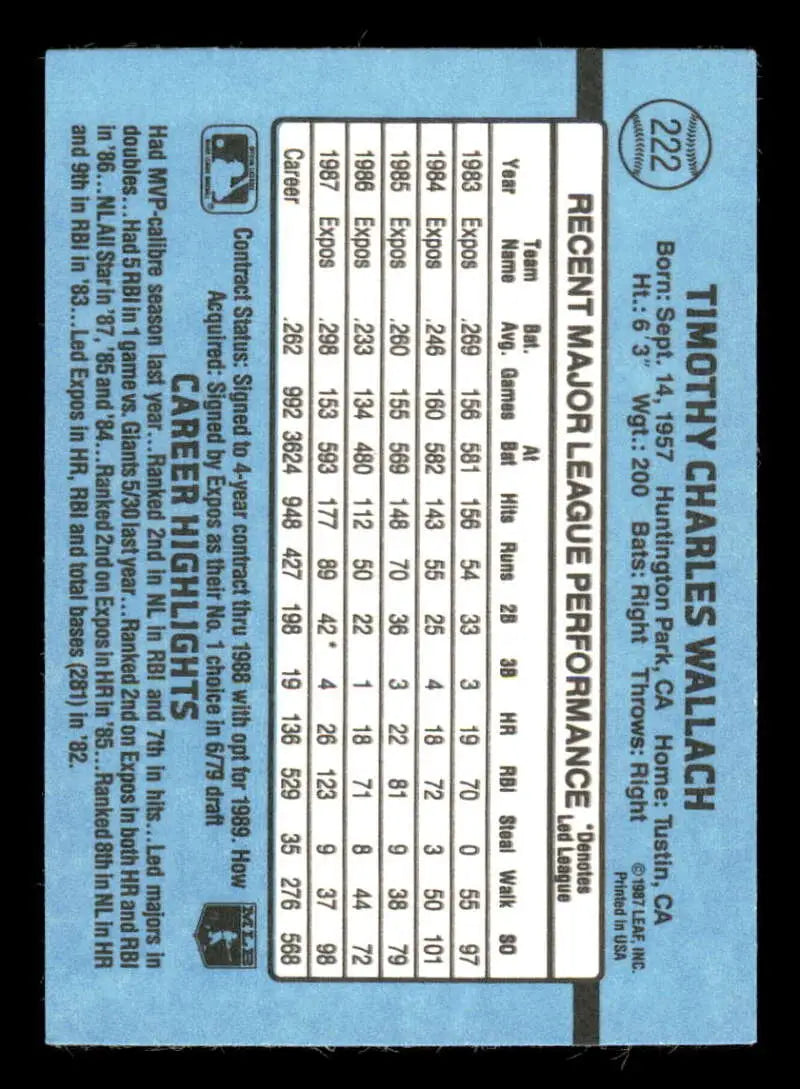 222
TIMOTHY CHARLES WALLACH
Born: Sept. 14, 1957 Huntington Park, CA Home: Tustin, CA
Ht.: 6'3" Wgt.: 200 Bats: Right Throws: Right
©1987 LEAF, INC.
Printed in USA
RECENT MAJOR LEAGUE PERFORMANCE
*Denotes
Led League
Year Team Name Bat. Avg. Games At Bat Hits Runs 2B 3B HR RBI Steal Walk SO
1983 Expos .269 156 581 156 54 33 3 19 70 0 55 97
1984 Expos .246 160 582 143 55 25 4 18 72 3 50 101
1985 Expos .260 155 569 148 70 36 3 22 81 9 38 79
1986 Expos .233 134 480 112 50 22 1 18 71 8 44 72
1987 Expos .298 153 593 177 89 42* 4 26 123 9 37 98
Career .262 992 3624 948 427 198 19 136 529 35 276 568
Contract Status: Signed to 4-year contract thru 1988 with opt for 1989. How
Acquired: Signed by Expos as their No. 1 choice in 6/79 draft
MLB
CAREER HIGHLIGHTS
Had MVP-calibre season last year...Ranked 2nd in NL in RBI and 7th in hits...Led majors in
doubles...Had 5 RBI in 1 game vs. Giants 5/30 last year...Ranked 2nd on Expos in both HR and RBI
in '86...NL All Star in '87, '85 and '84...Ranked 2nd on Expos in HR in '85...Ranked 8th in NL in HR
and 9th in RBI in '83...Led Expos in HR, RBI and total bases (281) in '82.